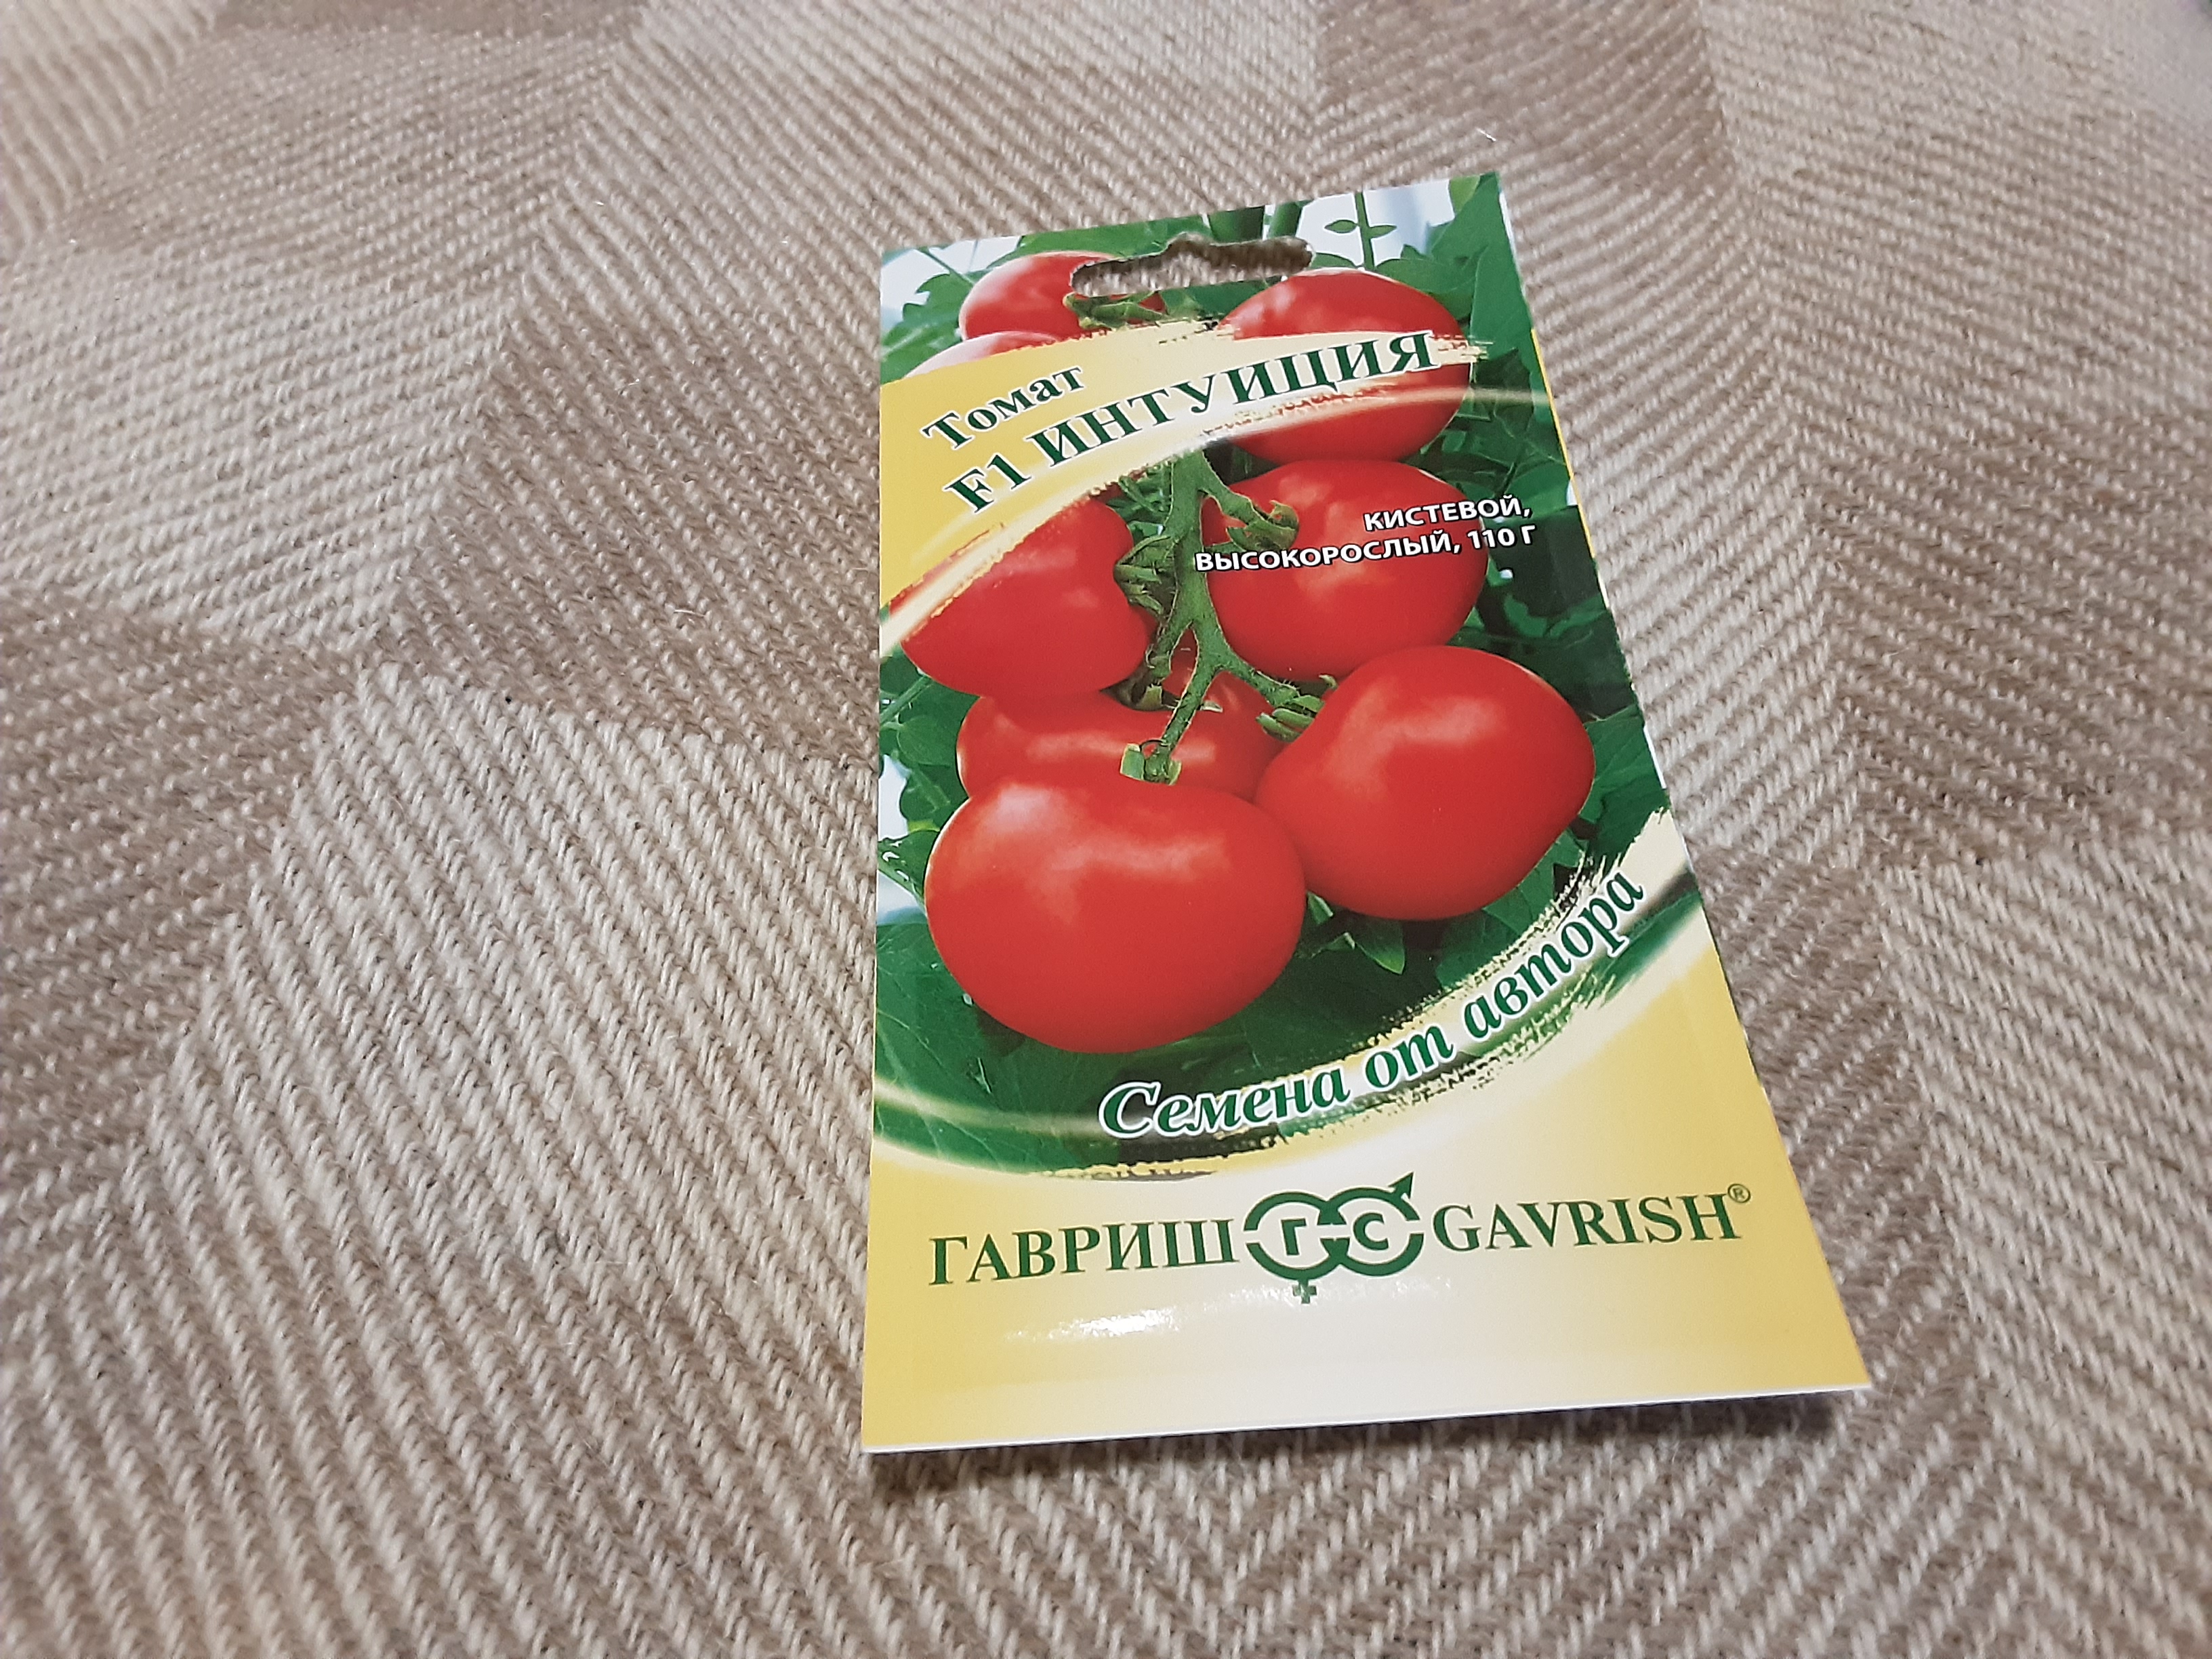 Томат
F1 ИНТУИЦИЯ
КИСТЕВОЙ,
ВЫСОКОРОСЛЫЙ, 110 Г
Семена от автора
ГАВРИШ ГС GAVRISH®